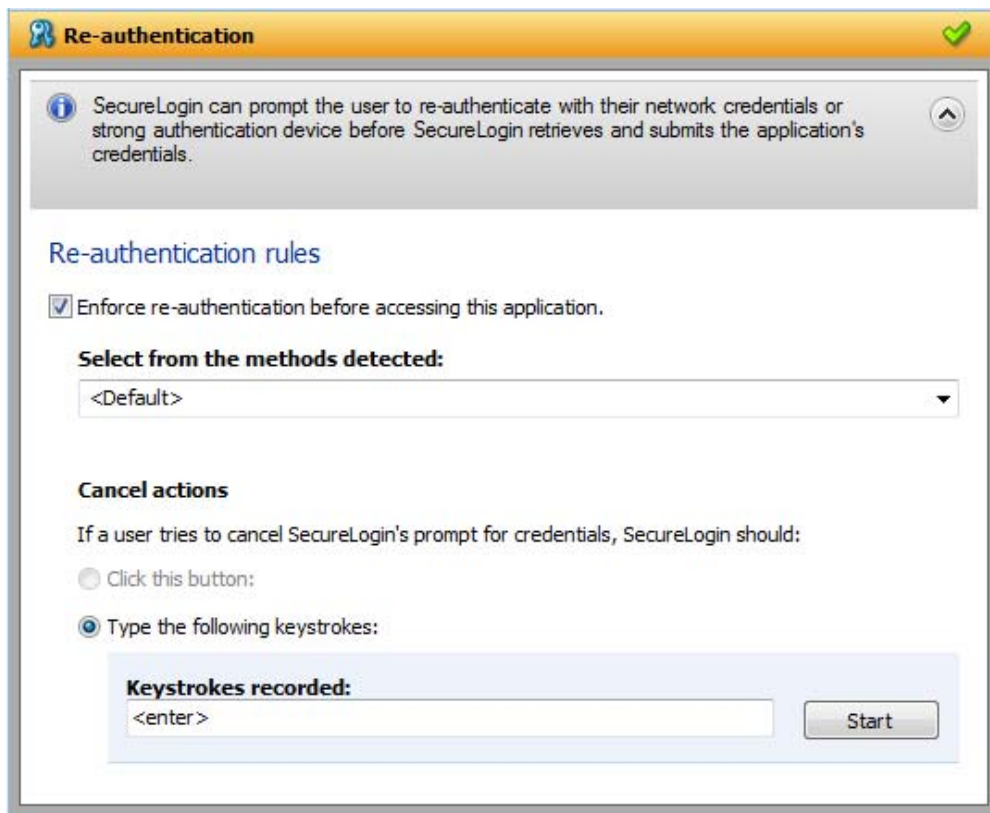 Re-authentication
SecureLogin can prompt the user to re-authenticate with their network credentials or
strong authentication device before SecureLogin retrieves and submits the application's
credentials.
Re-authentication rules
Enforce re-authentication before accessing this application.
Select from the methods detected:
<Default>
Cancel actions
If a user tries to cancel SecureLogin's prompt for credentials, SecureLogin should:
Click this button:
Type the following keystrokes:
Keystrokes recorded:
<enter>
Start